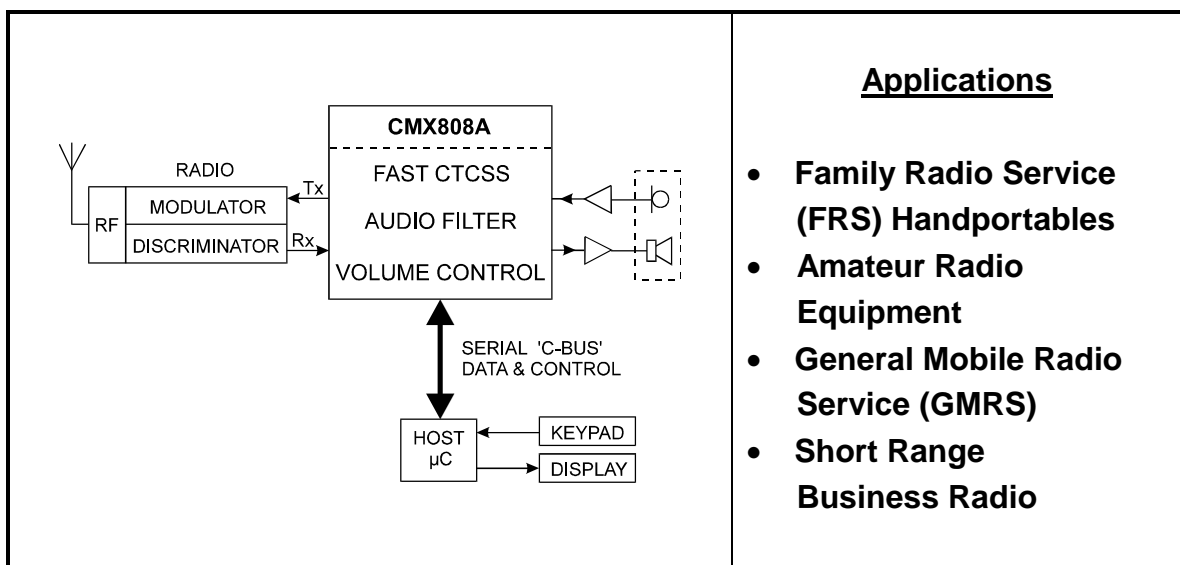 CMX808A
FAST CTCSS
AUDIO FILTER
VOLUME CONTROL
RADIO
RF
MODULATOR
DISCRIMINATOR
Tx
Rx
SERIAL 'C-BUS'
DATA & CONTROL
HOST
µC
KEYPAD
DISPLAY
Applications
• Family Radio Service
(FRS) Handportables
• Amateur Radio
Equipment
• General Mobile Radio
Service (GMRS)
• Short Range
Business Radio